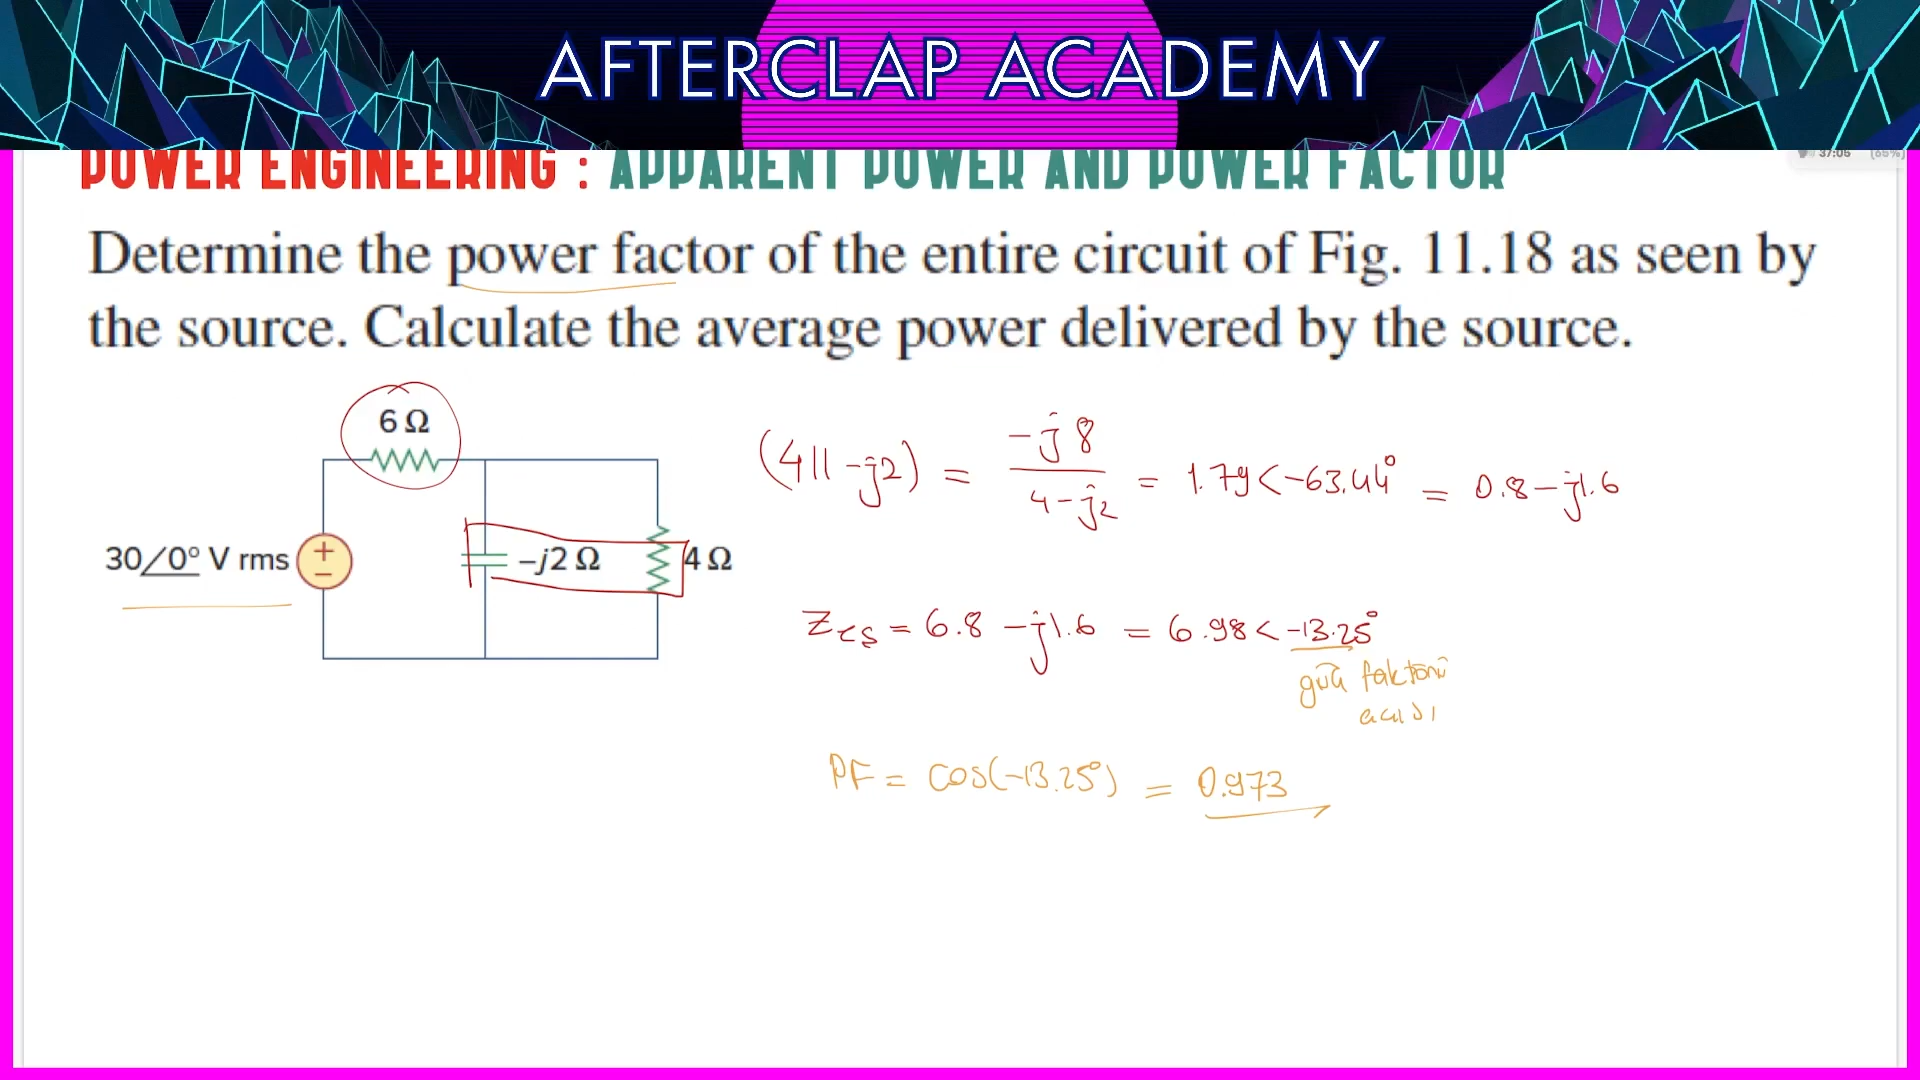 AFTERCLAP ACADEMY
POWER ENGINEERING : APPARENT POWER AND POWER FACTOR
37:05 (65%)
Determine the power factor of the entire circuit of Fig. 11.18 as seen by
the source. Calculate the average power delivered by the source.
6 Ω
30∠0° V rms
+
−
−j2 Ω
4 Ω
(4||-j2) = -j8 / 4-j2 = 1.79<-63.44° = 0.8-j1.6
Zes = 6.8 -j1.6 = 6.98<-13.25°
güç faktörü
açısı
PF = cos(-13.25°) = 0.973